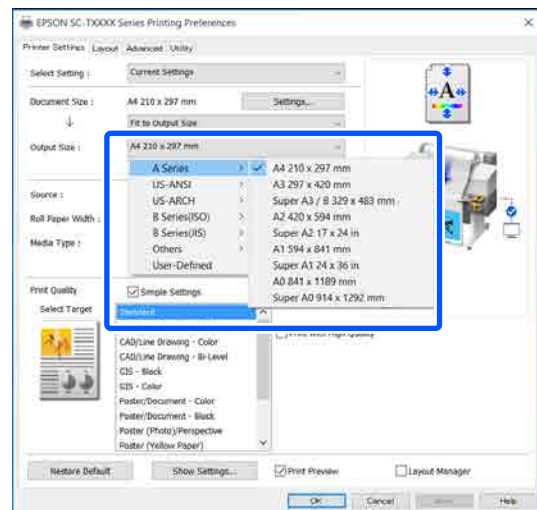 EPSON SC-TXXXX Series Printing Preferences
Printer Settings Layout Advanced Utility
Select Setting : Current Settings
Document Size : A4 210 x 297 mm Settings...
Fit to Output Size
Output Size : A4 210 x 297 mm
A Series A4 210 x 297 mm
US-ANSI A3 297 x 420 mm
US-ARCH Super A3 / B 329 x 483 mm
B Series(ISO) A2 420 x 594 mm
B Series(JIS) Super A2 17 x 24 in
Others A1 594 x 841 mm
User-Defined Super A1 24 x 36 in
A0 841 x 1189 mm
Super A0 914 x 1292 mm
Source :
Roll Paper Width :
Media Type :
Print Quality Simple Settings
Select Target Standard
CAD/Line Drawing - Color
CAD/Line Drawing - Bi-Level
GIS - Black
GIS - Color
Poster/Document - Color
Poster/Document - Black
Poster (Photo)/Perspective
Poster (Yellow Paper)
Print with High Quality
Restore Default Show Settings... Print Preview Layout Manager
OK Cancel Help
A